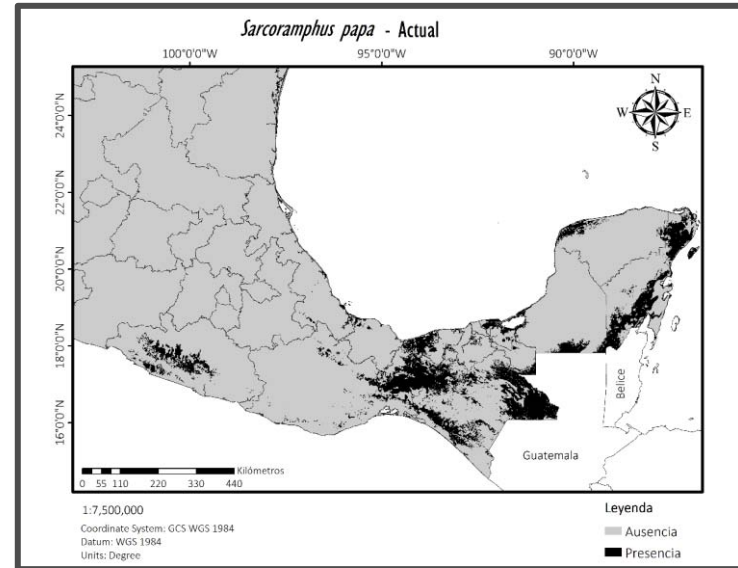 Sarcoramphus papa - Actual
100°0'0"W 95°0'0"W 90°0'0"W
24°0'0"N
22°0'0"N
20°0'0"N
18°0'0"N
16°0'0"N
N
W E
S
Belice
Guatemala
Kilómtros
0 55 110 220 330 440
1:7,500,000
Coordinate System: GCS WGS 1984
Datum: WGS 1984
Units: Degree
Leyenda
Ausencia
Presencia